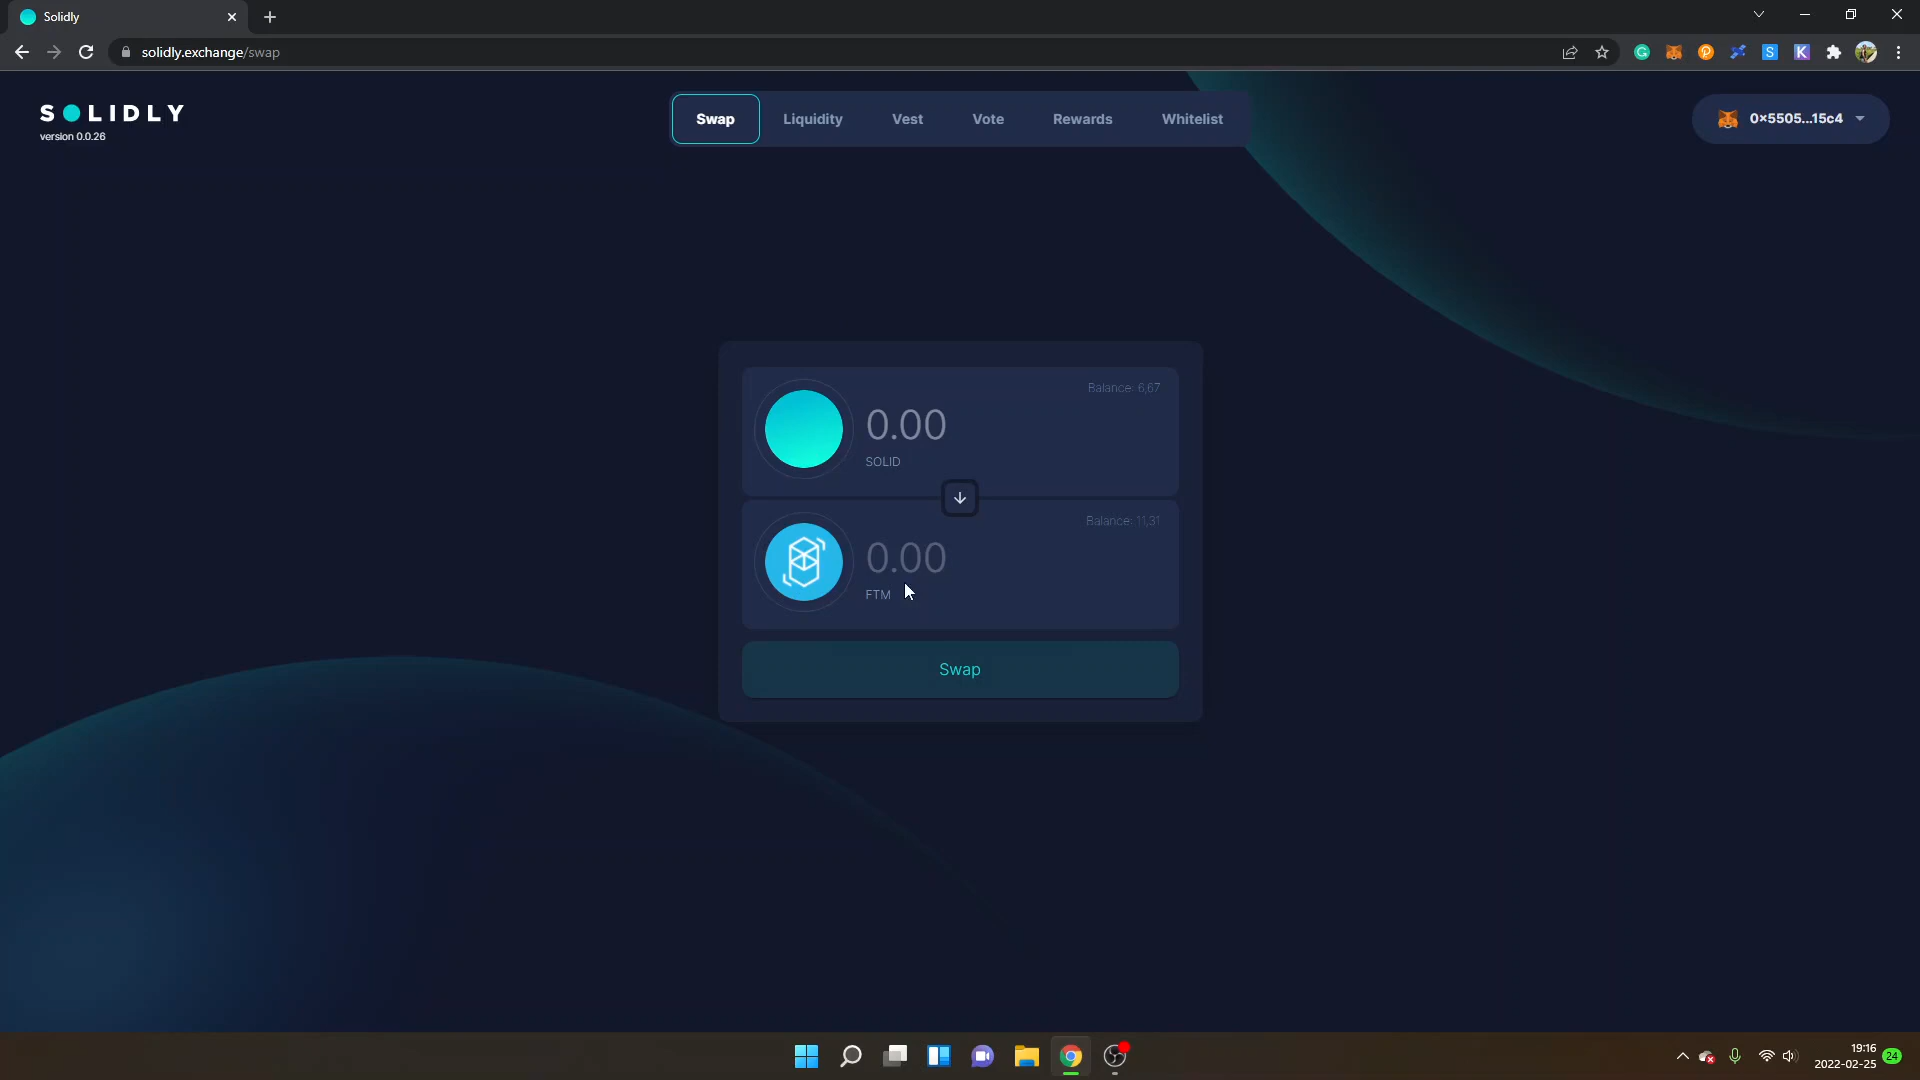 Solidly
solidly.exchange/swap
SOLIDLY
version 0.0.26
Swap
Liquidity
Vest
Vote
Rewards
Whitelist
0x5505...15c4
Balance: 6,67
0.00
SOLID
Balance: 11,31
0.00
FTM
Swap
19:16
2022-02-25
24